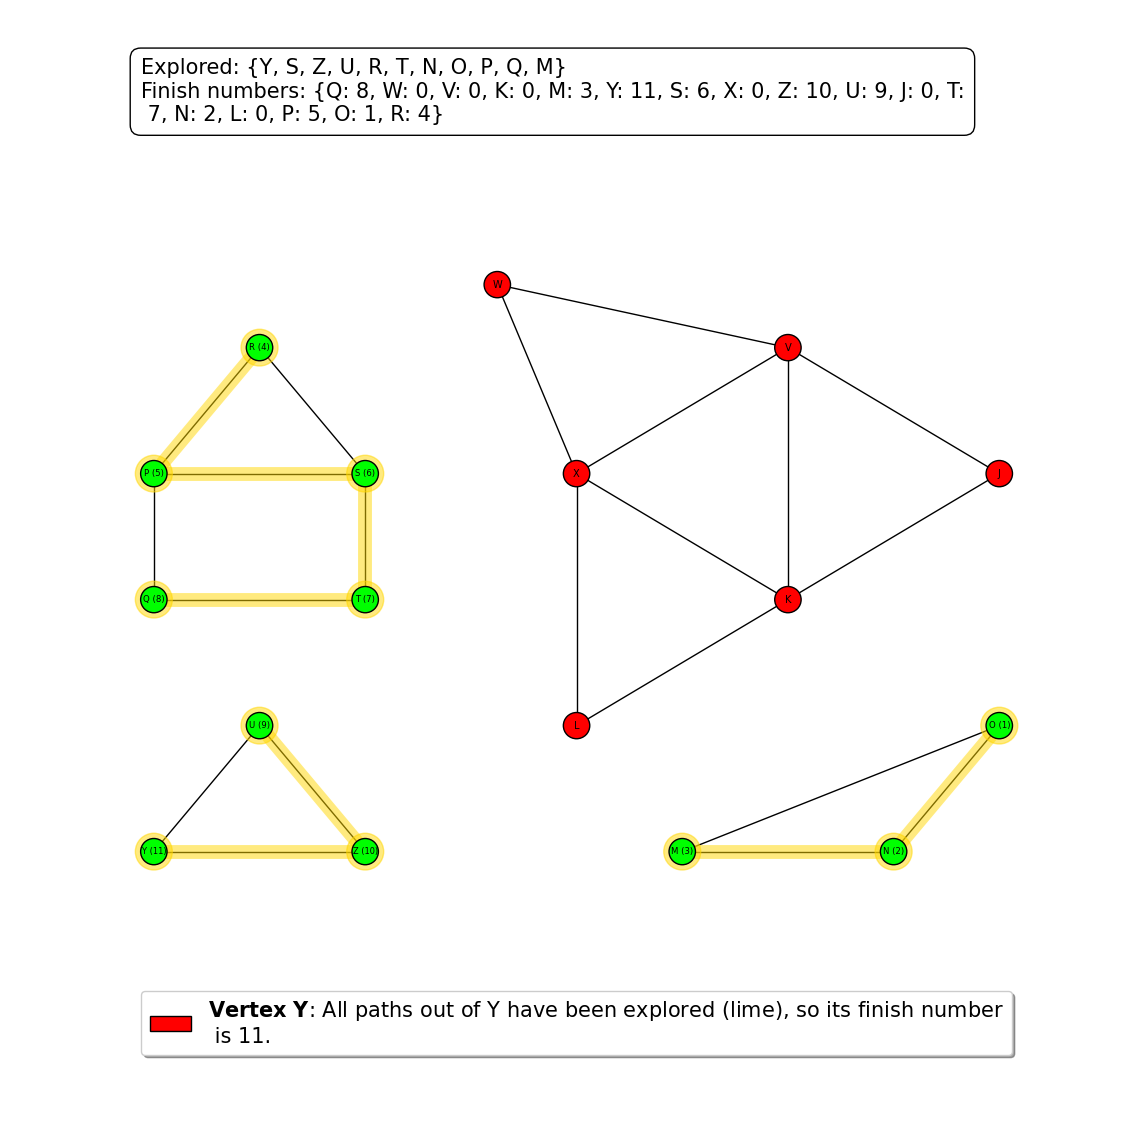 Explored: {Y, S, Z, U, R, T, N, O, P, Q, M}
Finish numbers: {Q: 8, W: 0, V: 0, K: 0, M: 3, Y: 11, S: 6, X: 0, Z: 10, U: 9, J: 0, T:
7, N: 2, L: 0, P: 5, O: 1, R: 4}
W
R (4)
V
P (5)
S (6)
X
J
Q (8)
T (7)
K
U (9)
L
O (1)
Y (11)
Z (10)
M (3)
N (2)
Vertex Y: All paths out of Y have been explored (lime), so its finish number
is 11.